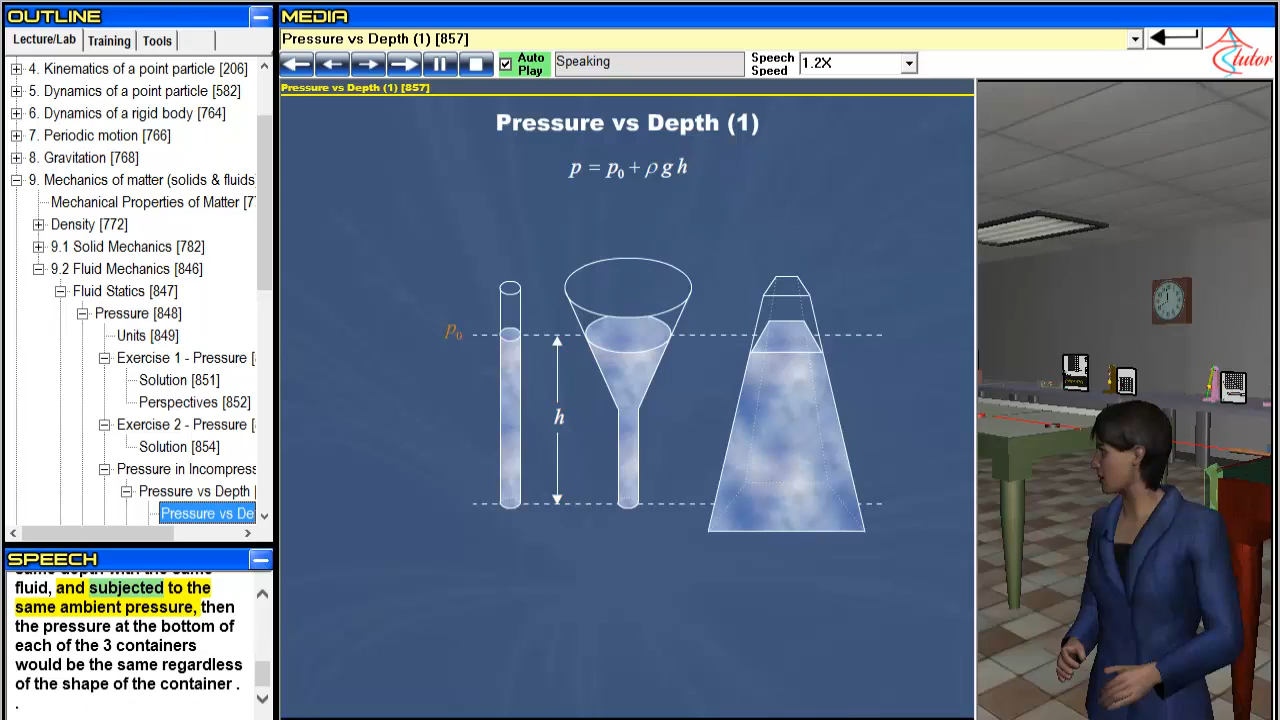 OUTLINE
Lecture/Lab Training Tools
4. Kinematics of a point particle [206]
5. Dynamics of a point particle [582]
6. Dynamics of a rigid body [764]
7. Periodic motion [766]
8. Gravitation [768]
9. Mechanics of matter (solids & fluids
Mechanical Properties of Matter [7
Density [772]
9.1 Solid Mechanics [782]
9.2 Fluid Mechanics [846]
Fluid Statics [847]
Pressure [848]
Units [849]
Exercise 1 - Pressure [
Solution [851]
Perspectives [852]
Exercise 2 - Pressure [
Solution [854]
Pressure in Incompress
Pressure vs Depth [
Pressure vs De
SPEECH
same depth with the same
fluid, and subjected to the
same ambient pressure, then
the pressure at the bottom of
each of the 3 containers
would be the same regardless
of the shape of the container .
.
MEDIA
Pressure vs Depth (1) [857]
Auto
Play
Speaking
Speech
Speed
1.2X
Pressure vs Depth (1) [857]
Pressure vs Depth (1)
p = p₀ + ρ g h
p₀
h
tutor